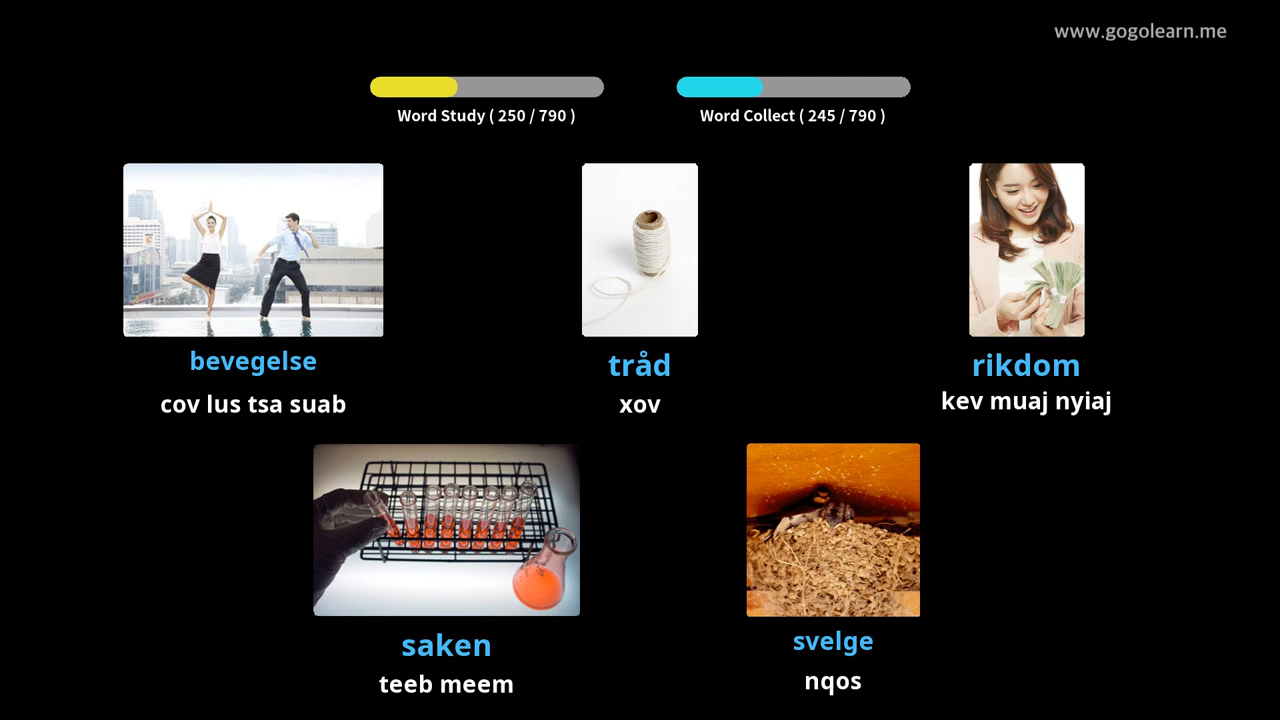 www.gogolearn.me
Word Study ( 250 / 790 )
Word Collect ( 245 / 790 )
bevegelse
cov lus tsa suab
tråd
xov
rikdom
kev muaj nyiaj
saken
teeb meem
svelge
nqos